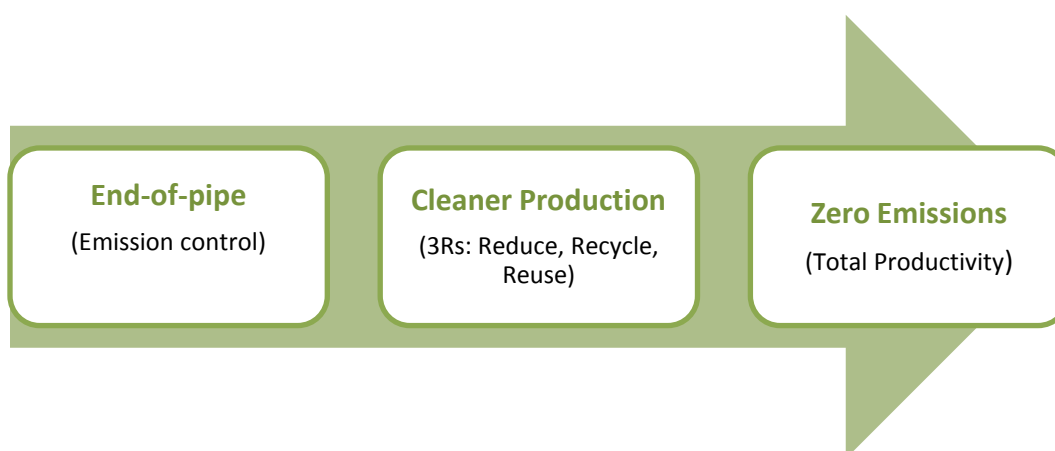 End-of-pipe
(Emission control)
Cleaner Production
(3Rs: Reduce, Recycle,
Reuse)
Zero Emissions
(Total Productivity)